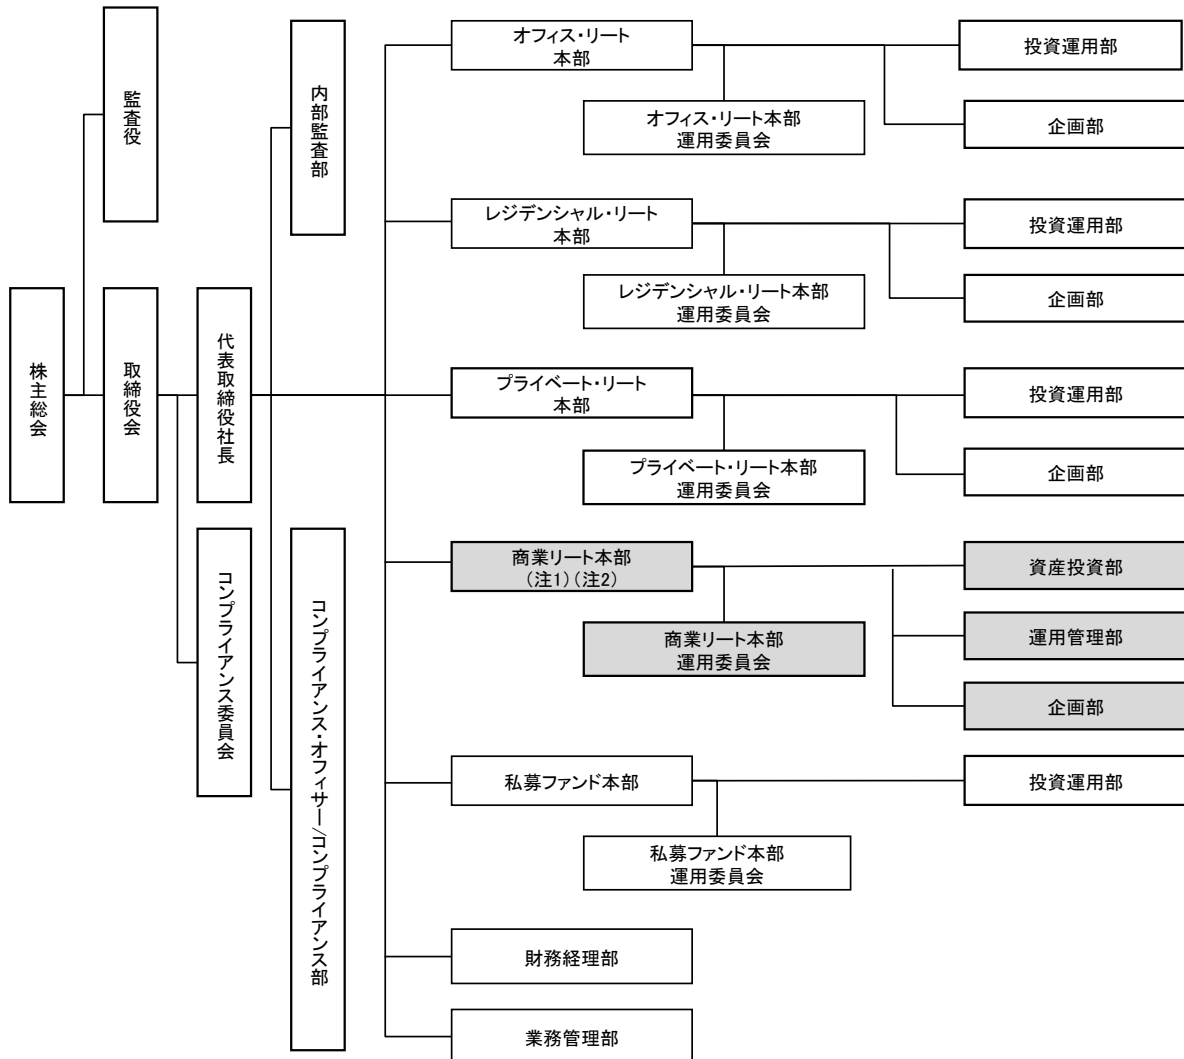 株主総会
監査役
取締役会
代表取締役社長
コンプライアンス委員会
内部監査部
コンプライアンス・オフィサー/コンプライアンス部
オフィス・リート
本部
オフィス・リート本部
運用委員会
投資運用部
企画部
レジデンシャル・リート
本部
レジデンシャル・リート本部
運用委員会
投資運用部
企画部
プライベート・リート
本部
プライベート・リート本部
運用委員会
投資運用部
企画部
商業リート本部
(注1)(注2)
商業リート本部
運用委員会
資産投資部
運用管理部
企画部
私募ファンド本部
私募ファンド本部
運用委員会
投資運用部
財務経理部
業務管理部